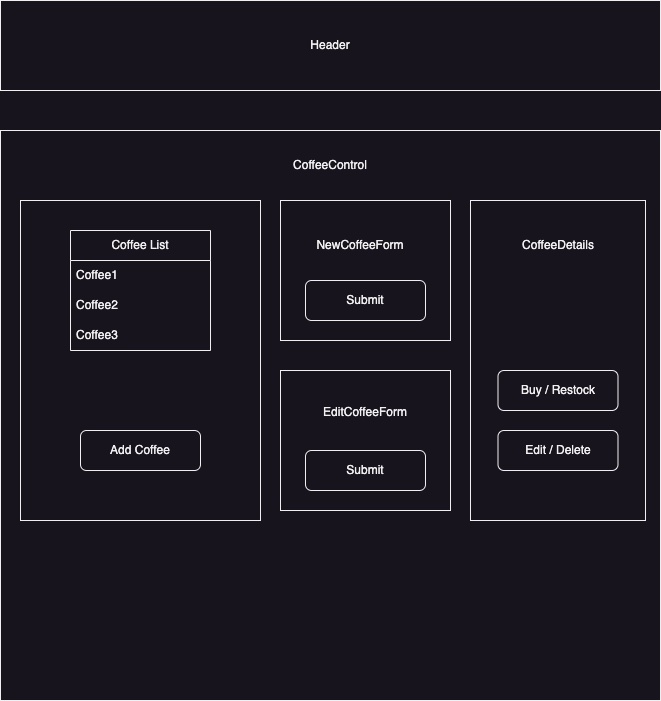 Header
CoffeeControl
Coffee List
Coffee1
Coffee2
Coffee3
Add Coffee
NewCoffeeForm
Submit
EditCoffeeForm
Submit
CoffeeDetails
Buy / Restock
Edit / Delete